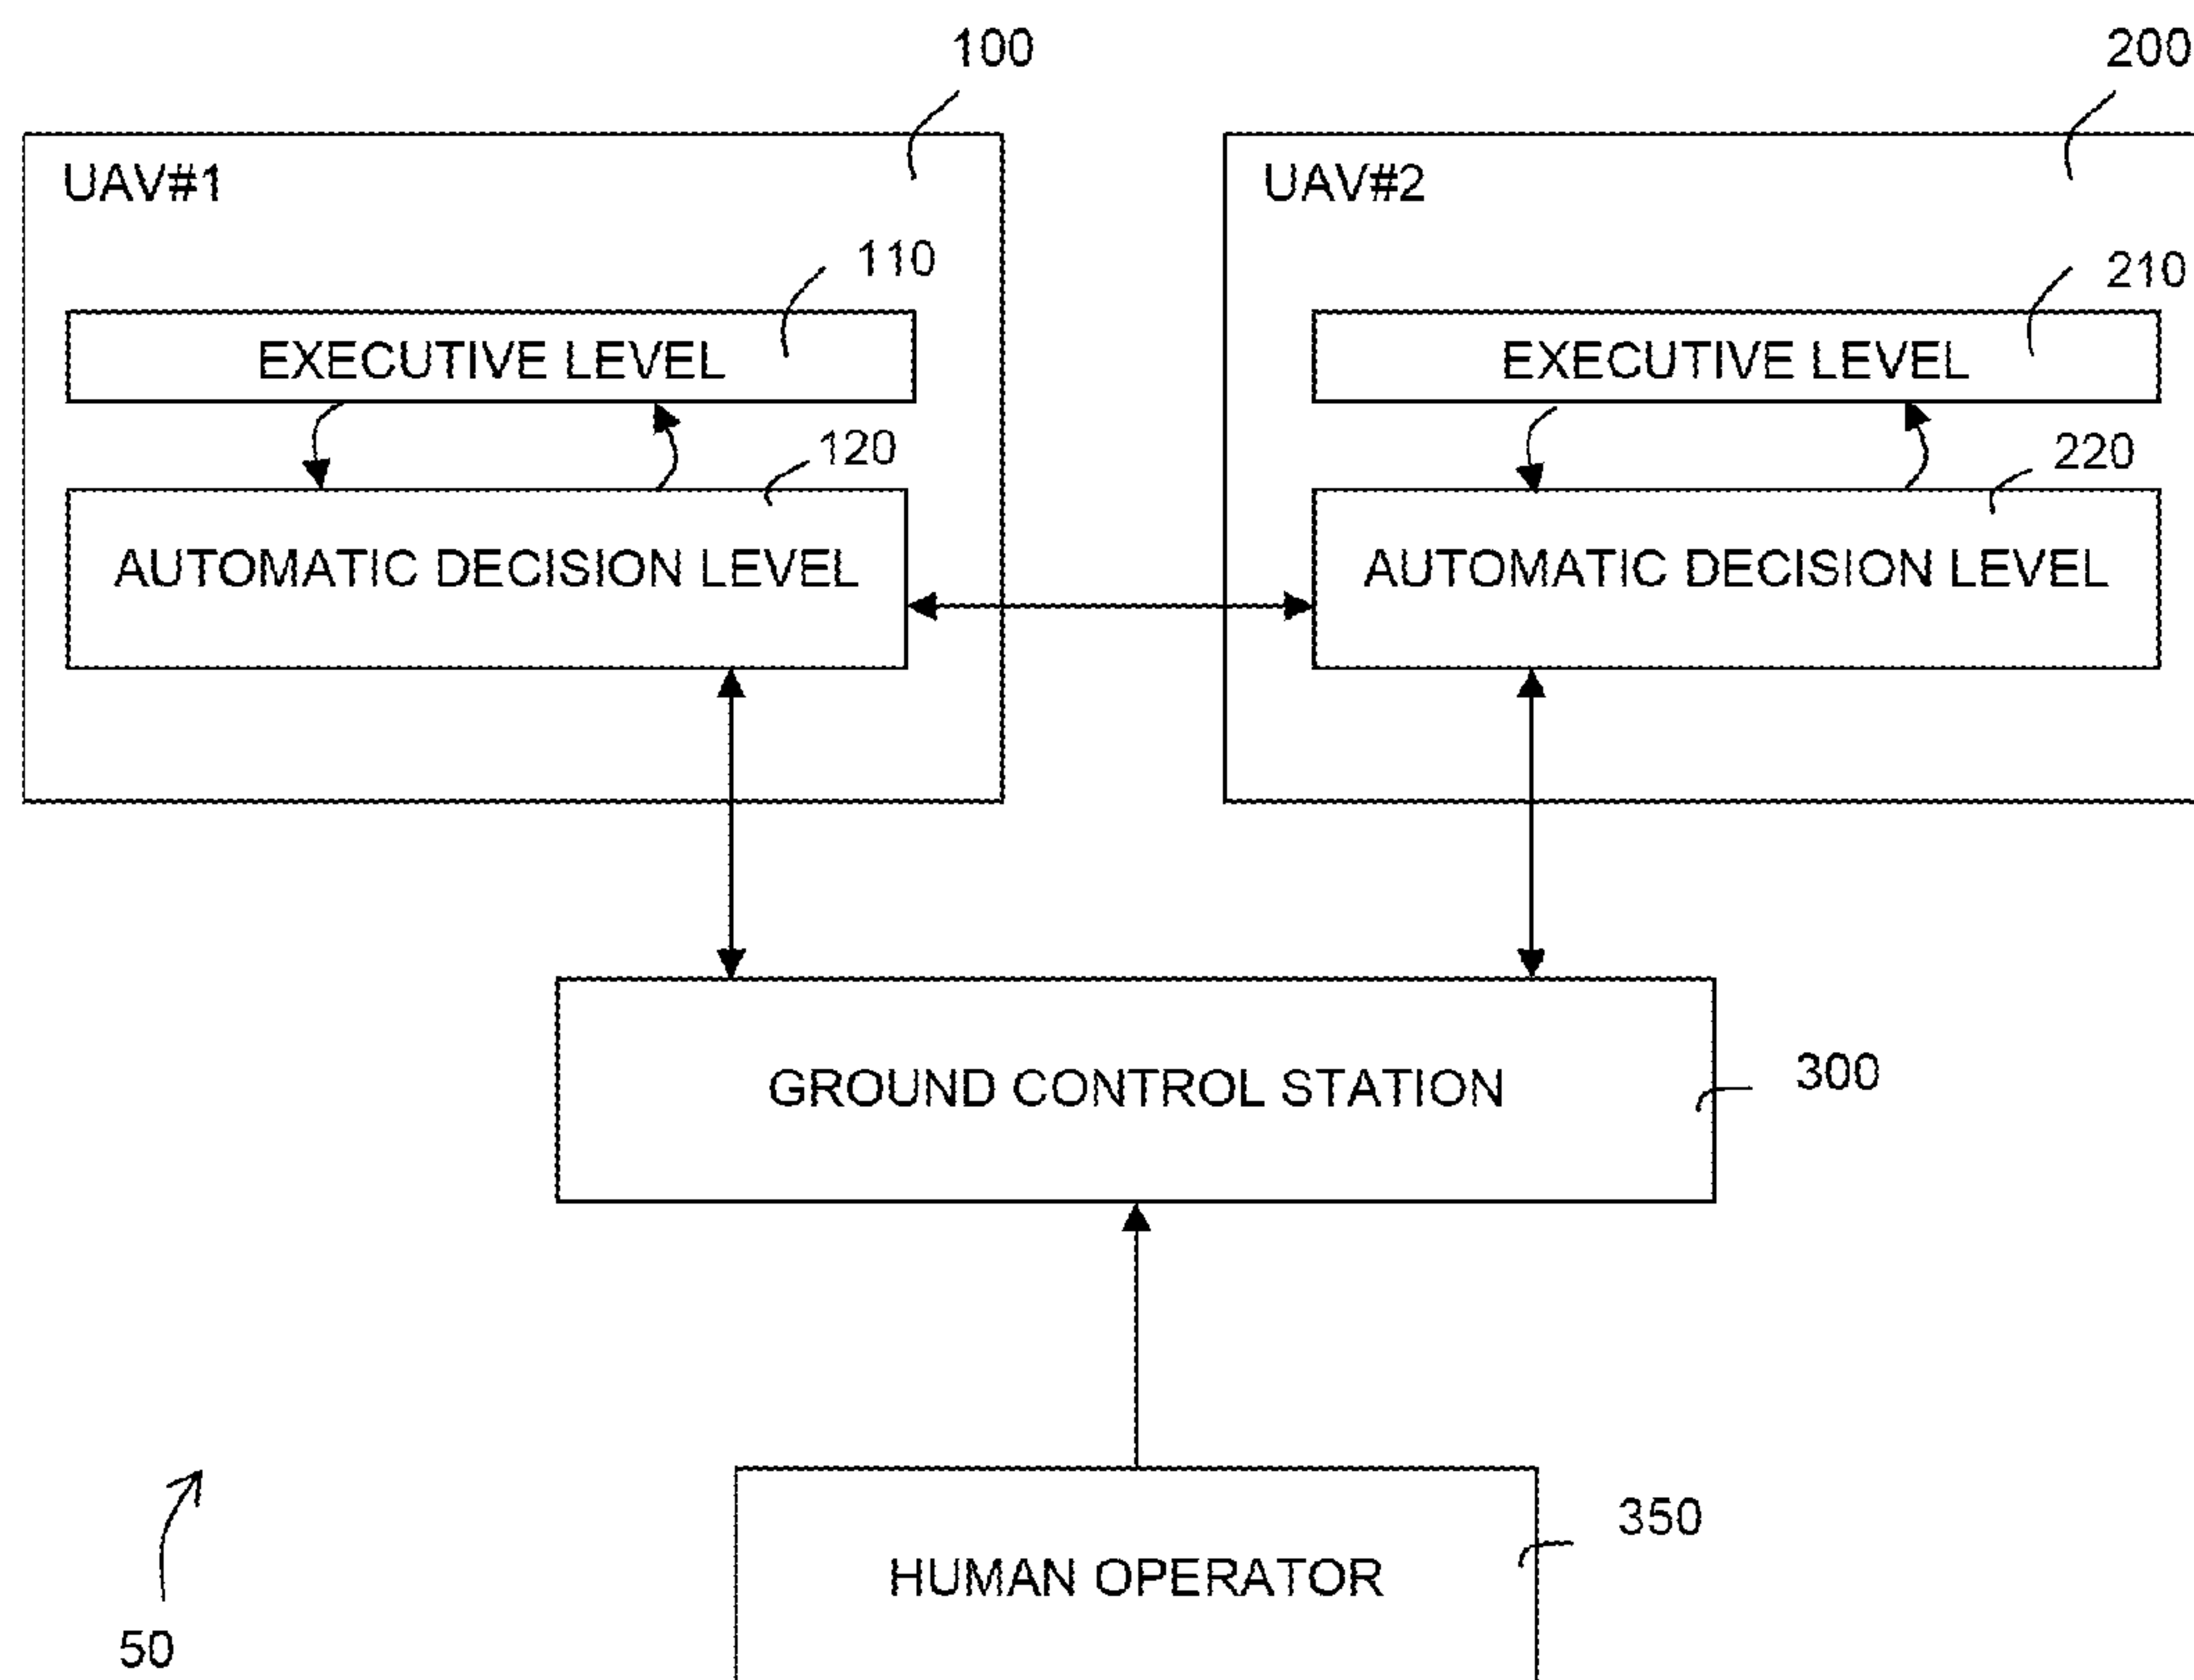 100
200
UAV#1
UAV#2
110
210
EXECUTIVE LEVEL
EXECUTIVE LEVEL
120
220
AUTOMATIC DECISION LEVEL
AUTOMATIC DECISION LEVEL
GROUND CONTROL STATION
300
350
HUMAN OPERATOR
50